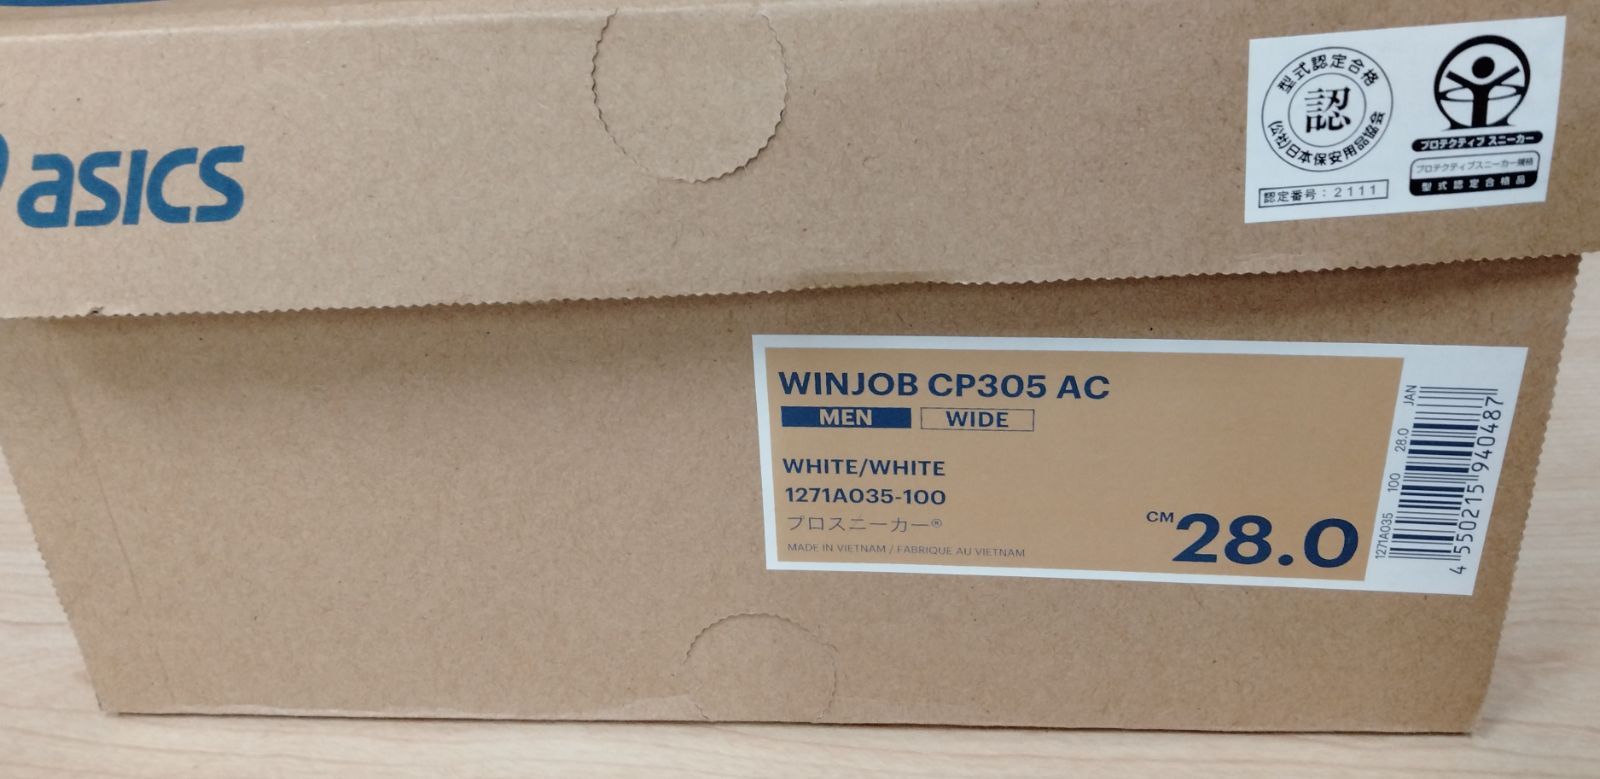 asics
型式認定合格
認
(公社)日本保安用品協会
認定番号：2111
プロテクティブ スニーカー
プロテクティブスニーカー規格
型式認定合格品
WINJOB CP305 AC
MEN WIDE
WHITE/WHITE
1271A035-100
プロスニーカー®
MADE IN VIETNAM / FABRIQUE AU VIETNAM
CM 28.0
1271A035 100 28.0 JAN
4 550215 940487